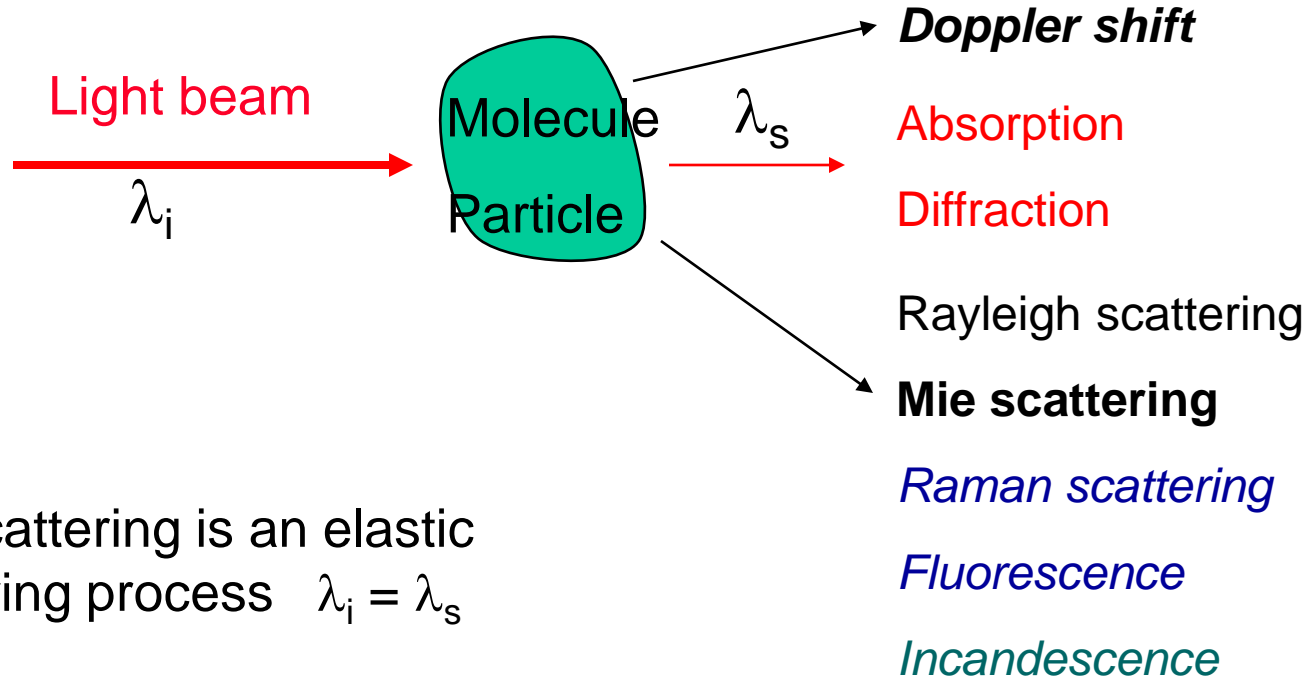 Doppler shift
Light beam
Molecule
λs
Absorption
λi
Particle
Diffraction
Rayleigh scattering
Mie scattering
Raman scattering
cattering is an elastic
Fluorescence
ing process λi = λs
Incandescence